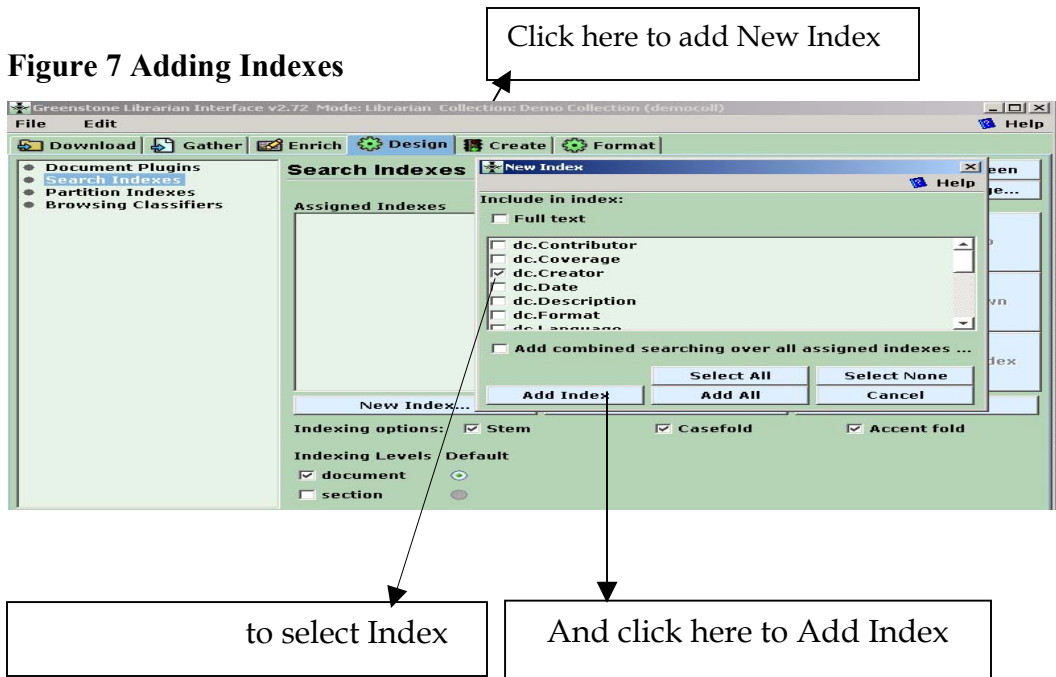 Click here to add New Index
Figure 7 Adding Indexes
Greenstone Librarian Interface v2.72 Mode: Librarian Collection: Demo Collection (democoll)
File Edit Help
Download Gather Enrich Design Create Format
Document Plugins
Search Indexes
Partition Indexes
Browsing Classifiers
Search Indexes
Assigned Indexes
New Index
Help
Include in index:
Full text
dc.Contributor
dc.Coverage
dc.Creator
dc.Date
dc.Description
dc.Format
dc.Language
Add combined searching over all assigned indexes ...
Select All Select None
Add Index Add All Cancel
New Index...
Indexing options: Stem Casefold Accent fold
Indexing Levels Default
document
section
to select Index
And click here to Add Index